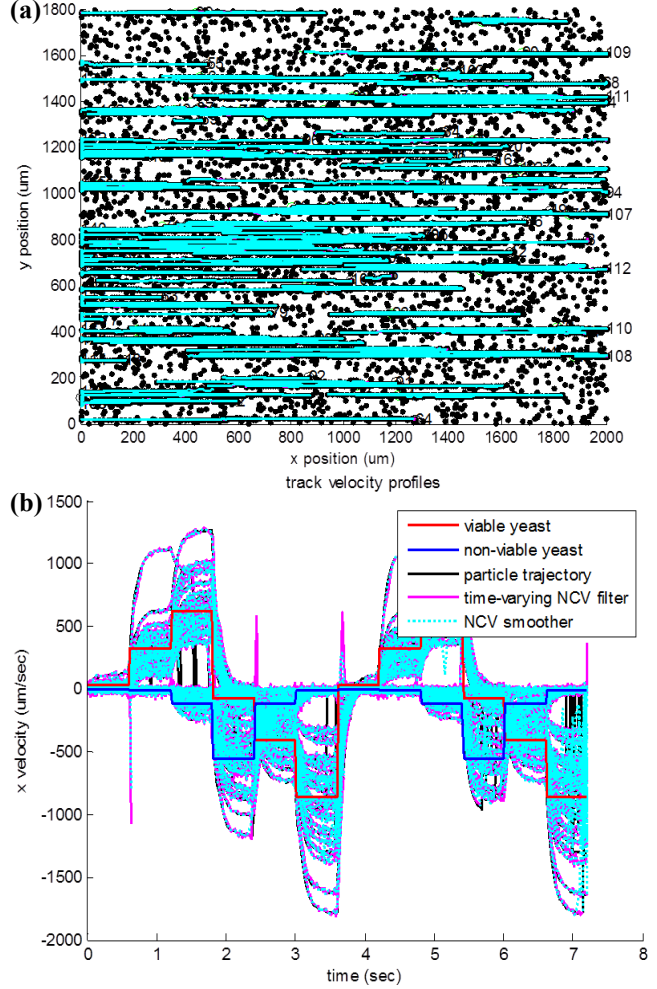 (a)
1800
1600
1400
1200
1000
800
600
400
200
0
109
111
107
112
110
108
92
64
0 200 400 600 800 1000 1200 1400 1600 1800 2000
y position (um)
x position (um)
track velocity profiles
(b)
1500
1000
500
0
-500
-1000
-1500
-2000
viable yeast
non-viable yeast
particle trajectory
time-varying NCV filter
NCV smoother
x velocity (um/sec)
0 1 2 3 4 5 6 7 8
time (sec)